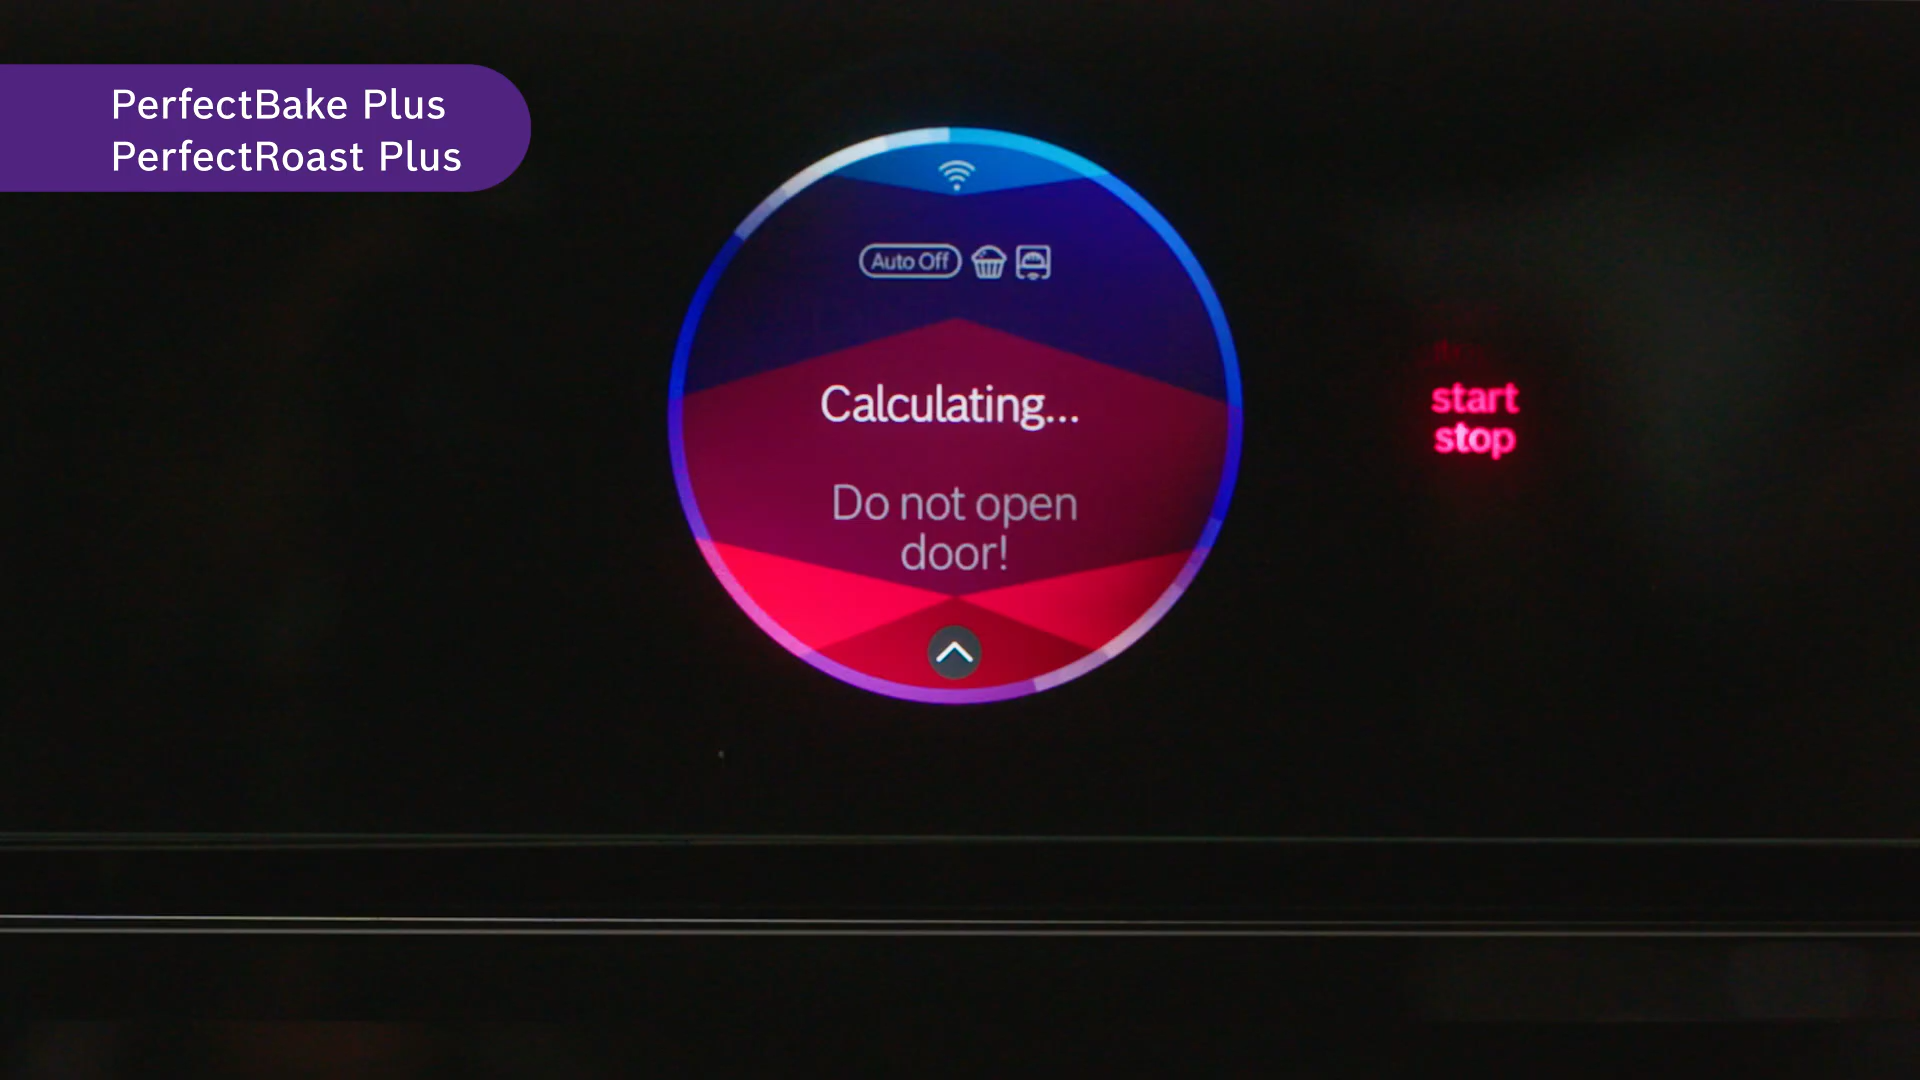 PerfectBake Plus
PerfectRoast Plus
Auto Off
Calculating...
Do not open
door!
start
stop